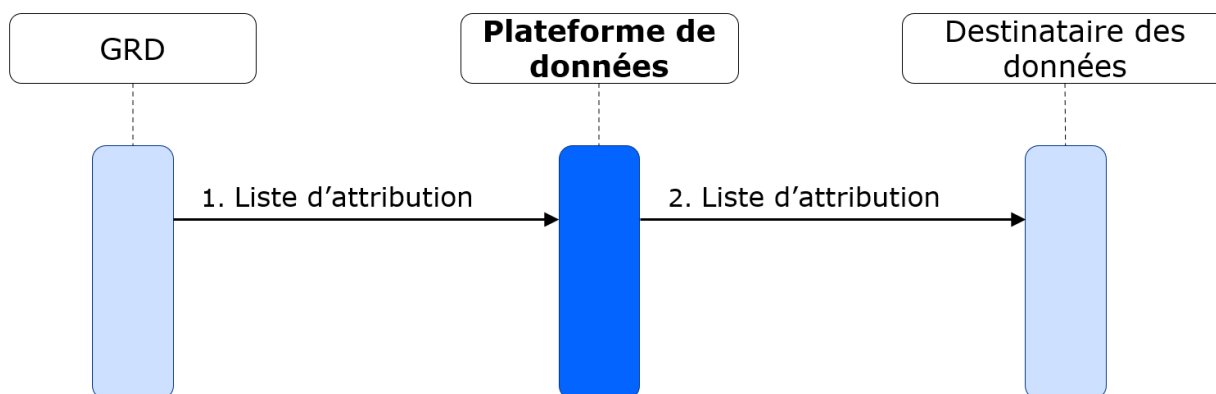 GRD
Plateforme de
données
Destinataire des
données
1. Liste d’attribution
2. Liste d’attribution